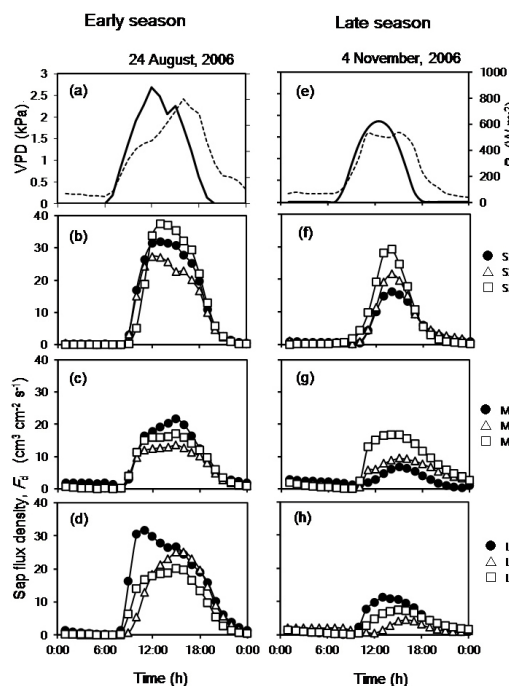 Early season
Late season
24 August, 2006
4 November, 2006
(a)
(e)
3
2.5
2
1.5
1
0.5
0
VPD (kPa)
1000
800
600
400
200
0
(b)
(f)
40
30
20
10
0
S
S
S
(c)
(g)
40
30
20
10
0
M
M
M
(d)
(h)
40
30
20
10
0
L
L
L
Sap flux density, Fd (cm³ cm⁻² s⁻¹)
0:00 6:00 12:00 18:00 0:00
0:00 6:00 12:00 18:00 0:00
Time (h)
Time (h)